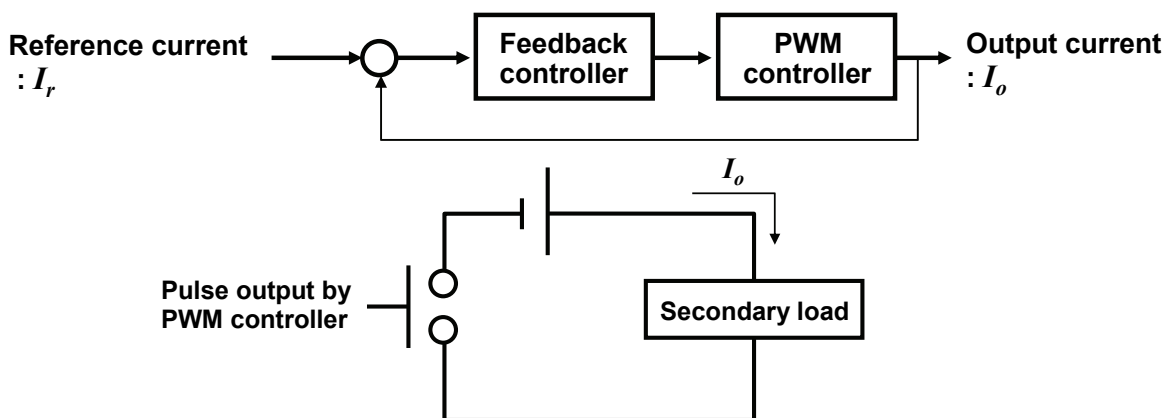 Reference current
: Ir
Feedback
controller
PWM
controller
Output current
: Io
Io
Pulse output by
PWM controller
Secondary load